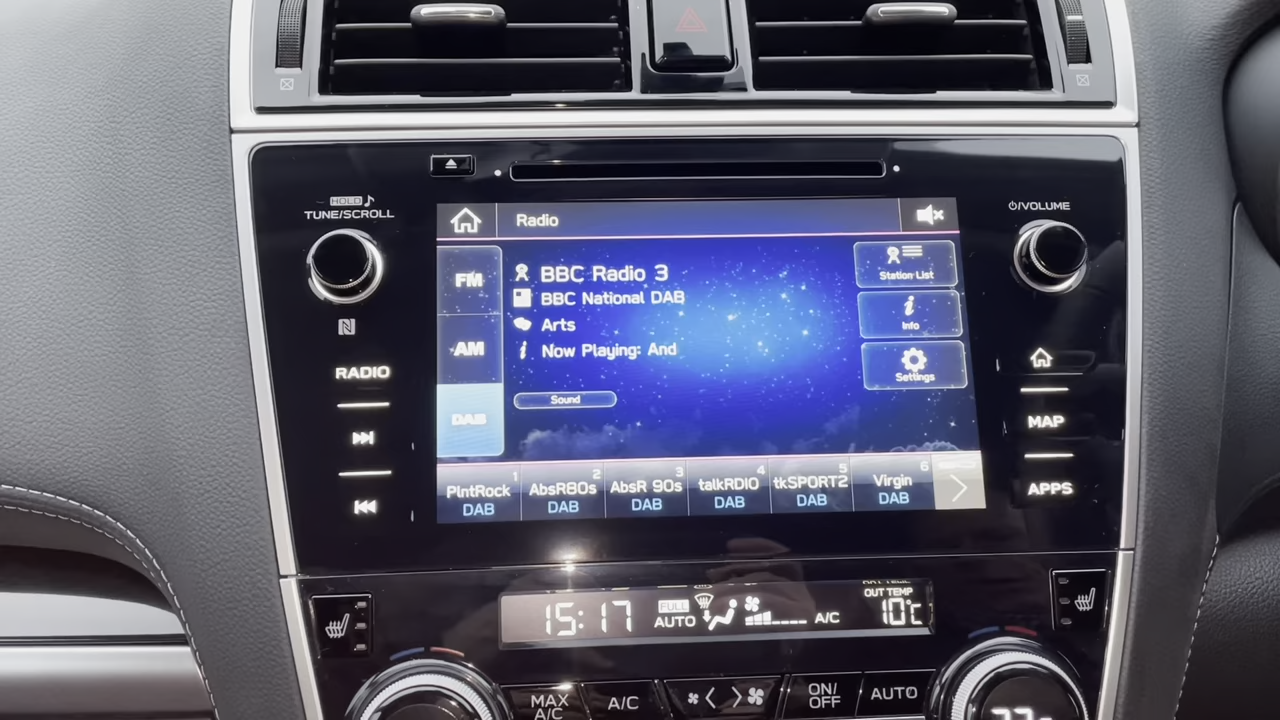 HOLD
TUNE/SCROLL
VOLUME
Radio
FM
AM
DAB
BBC Radio 3
BBC National DAB
Arts
Now Playing: And
Sound
Station List
Info
Settings
1
PlntRock
DAB
2
AbsR80s
DAB
3
AbsR 90s
DAB
4
talkRDIO
DAB
5
tkSPORT2
DAB
6
Virgin
DAB
RADIO
MAP
APPS
15:17
FULL
AUTO
A/C
OUT TEMP
10℃
MAX
A/C
A/C
ON/
OFF
AUTO